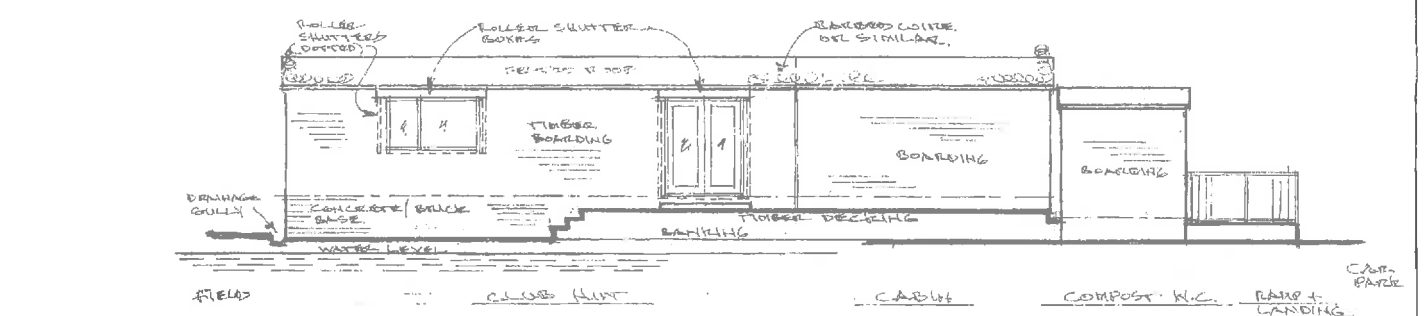 ROLLER
SHUTTERS
(DOTTED)
ROLLER SHUTTER
BOXES
BARBED WIRE
OR SIMILAR.
ROOF
TIMBER
BOARDING
BOARDING
BOARDING
DRAINAGE
GULLY
CONCRETE/BRICK
BASE
TIMBER DECKING
BANKING
WATER LEVEL
CAR
PARK
FIELD
CLUB HUT
CABIN
COMPOST W.C.
RAMP +
LANDING